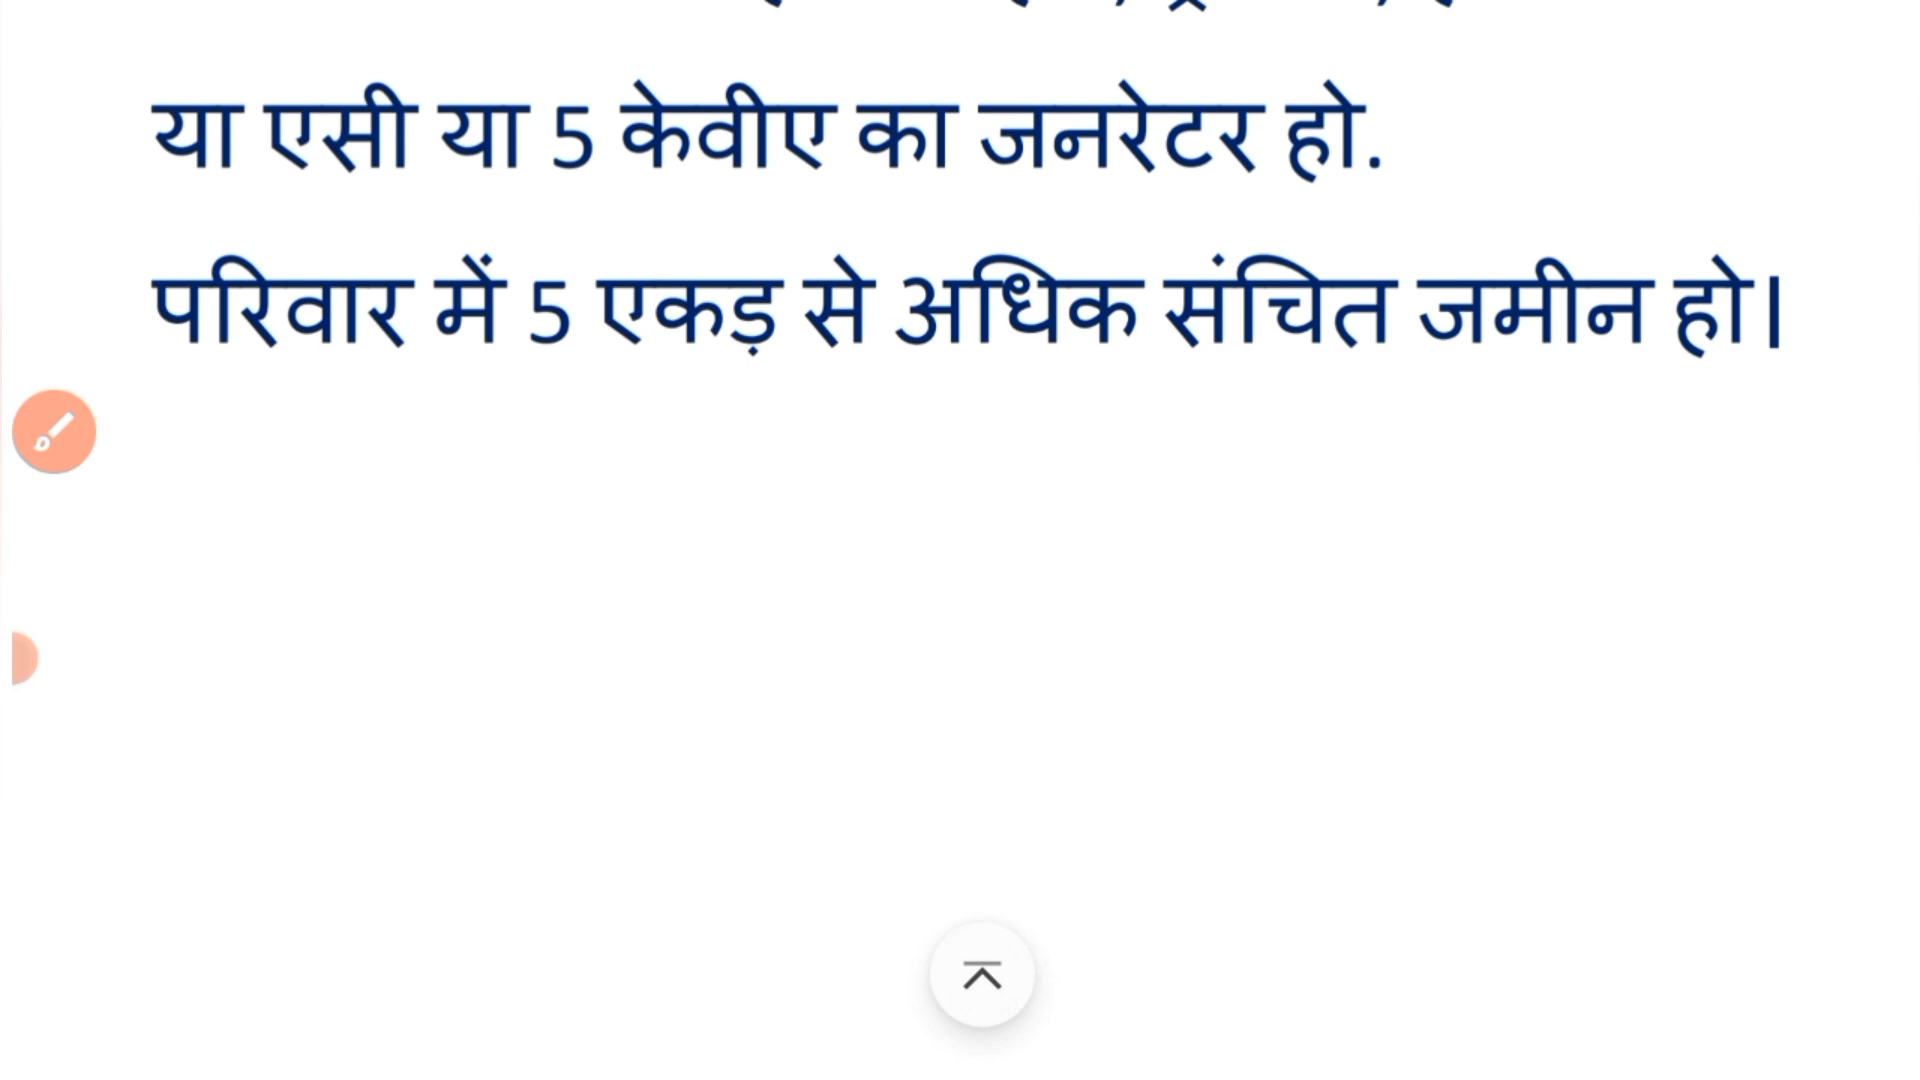 या एसी या 5 केवीए का जनरेटर हो.
परिवार में 5 एकड़ से अधिक संचित जमीन हो।